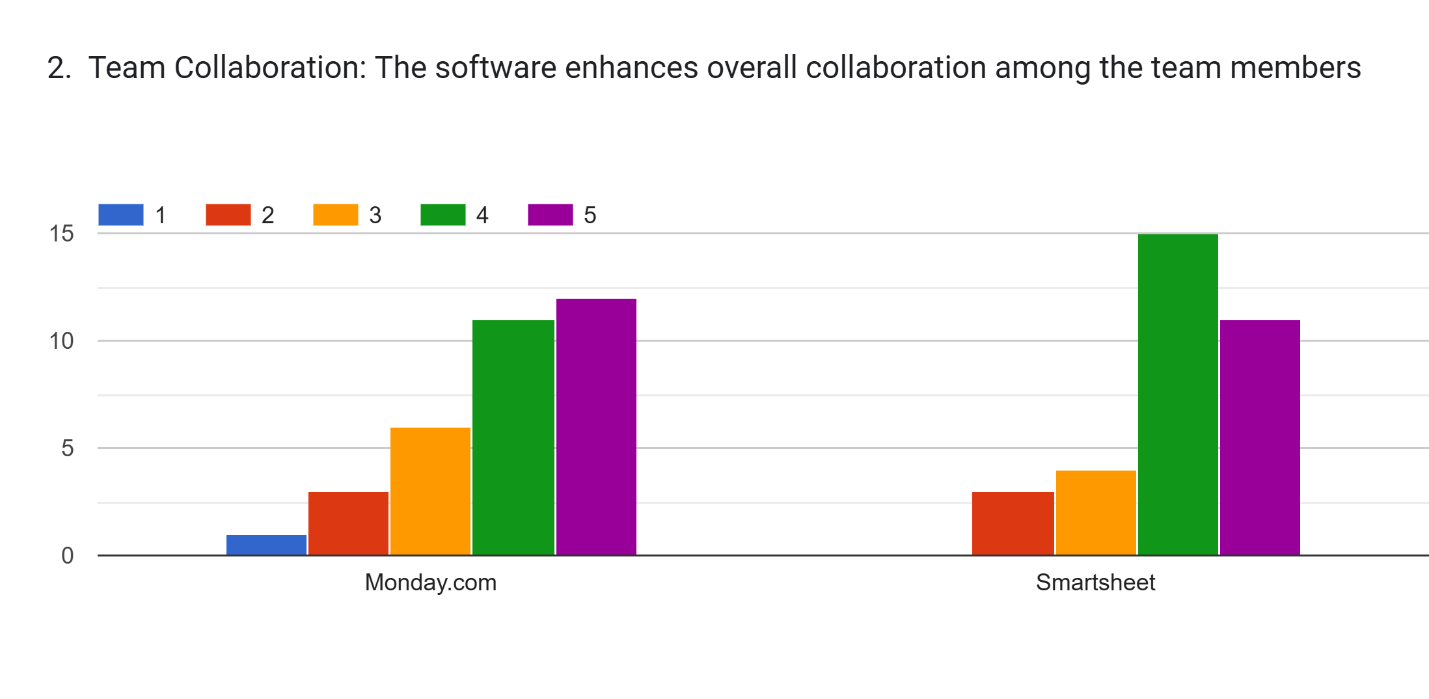 2. Team Collaboration: The software enhances overall collaboration among the team members
1 2 3 4 5
15
10
5
0
Monday.com Smartsheet